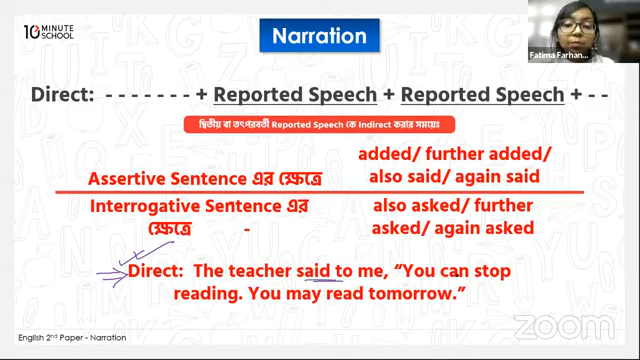 10 MINUTE
SCHOOL
Narration
Fatima Farhan...
Direct: - - - - - - - + Reported Speech + Reported Speech + - -
দ্বিতীয় বা তৎপরবর্তী Reported Speech কে Indirect করার সময়েঃ
Assertive Sentence এর ক্ষেত্রে
added/ further added/
also said/ again said
Interrogative Sentence এর
ক্ষেত্রে -
also asked/ further
asked/ again asked
Direct: The teacher said to me, “You can stop
reading. You may read tomorrow.”
English 2nd Paper - Narration
zoom